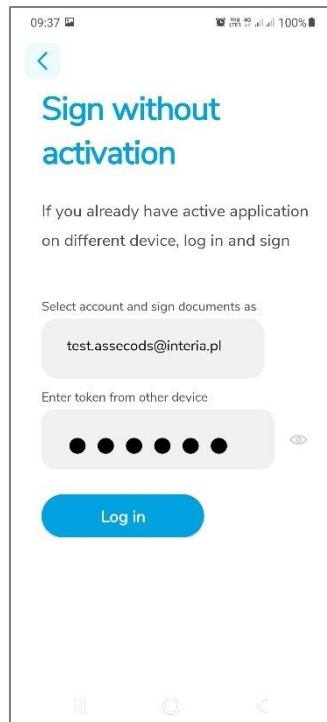 09:37 100%
Sign without
activation
If you already have active application
on different device, log in and sign
Select account and sign documents as
test.assecods@interia.pl
Enter token from other device
Log in